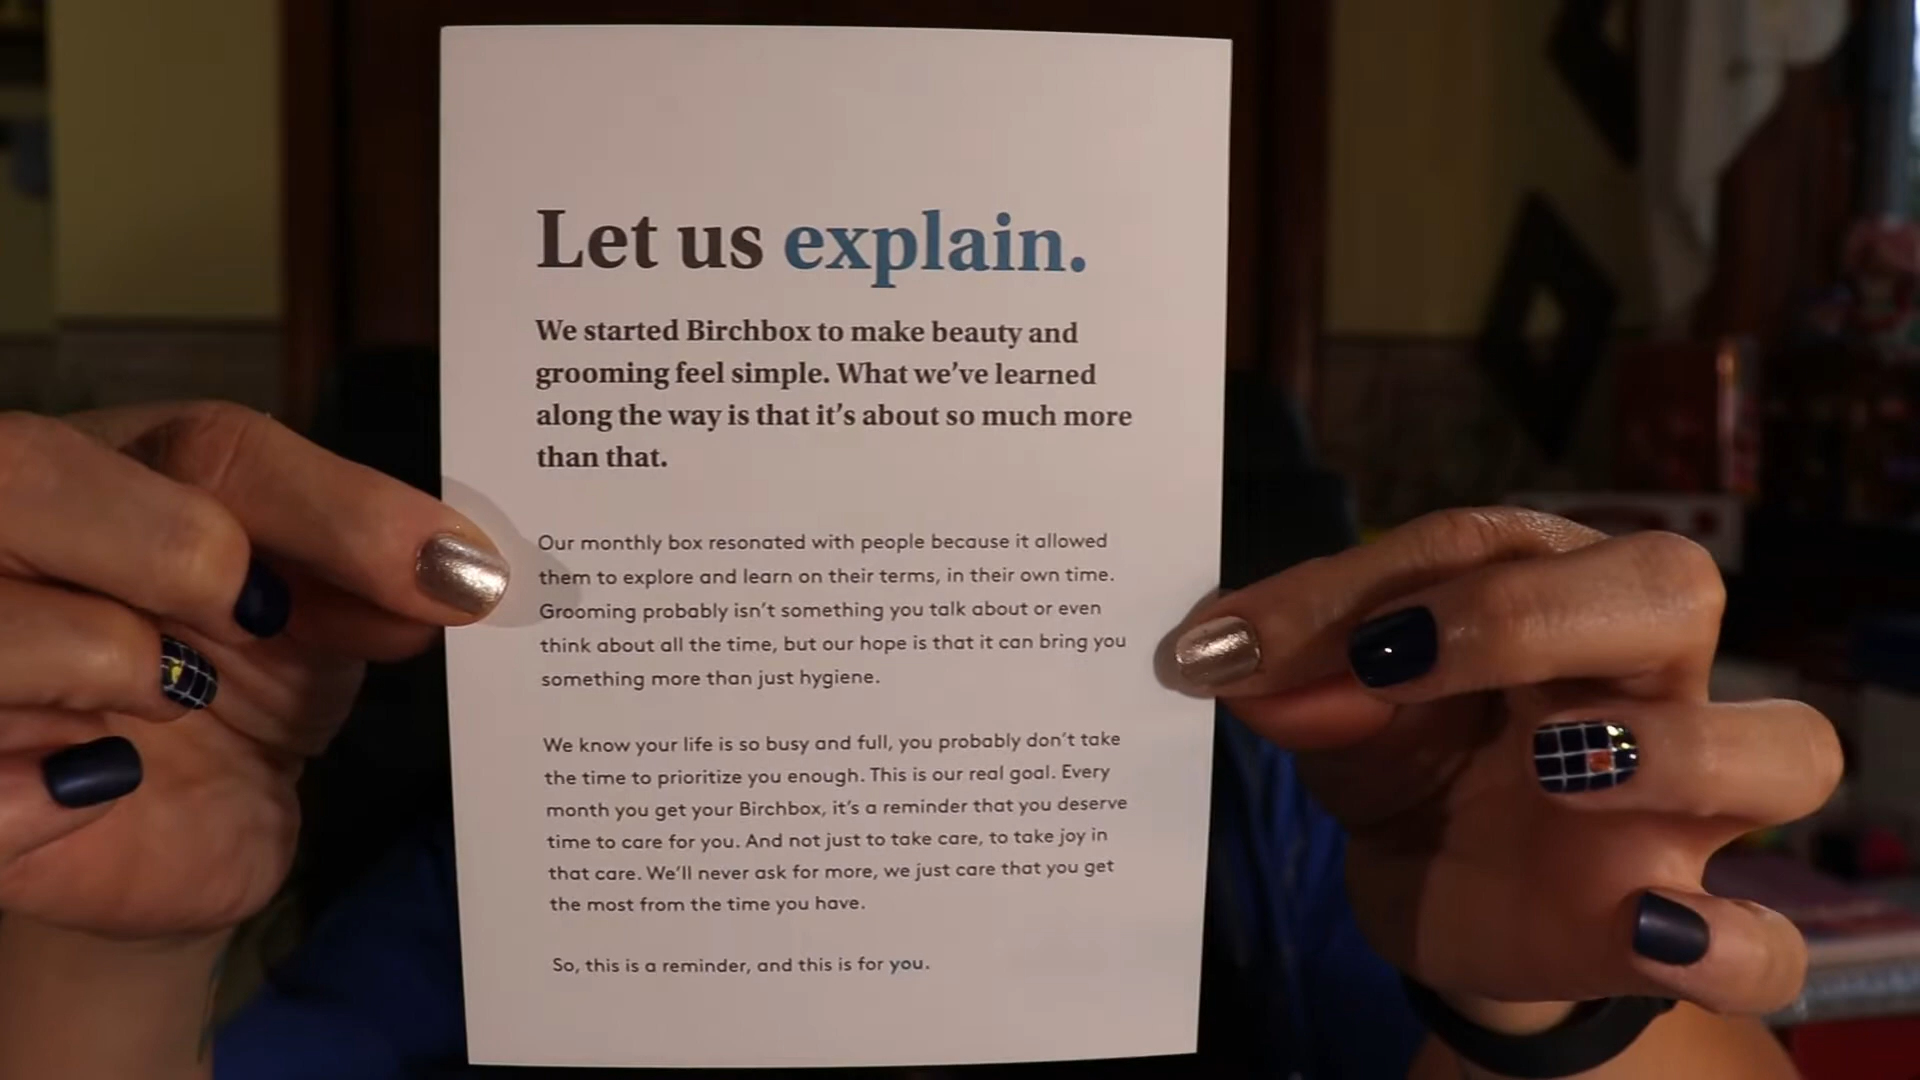 Let us explain.
We started Birchbox to make beauty and
grooming feel simple. What we've learned
along the way is that it's about so much more
than that.
Our monthly box resonated with people because it allowed
them to explore and learn on their terms, in their own time.
Grooming probably isn't something you talk about or even
think about all the time, but our hope is that it can bring you
something more than just hygiene.
We know your life is so busy and full, you probably don't take
the time to prioritize you enough. This is our real goal. Every
month you get your Birchbox, it's a reminder that you deserve
time to care for you. And not just to take care, to take joy in
that care. We'll never ask for more, we just care that you get
the most from the time you have.
So, this is a reminder, and this is for you.